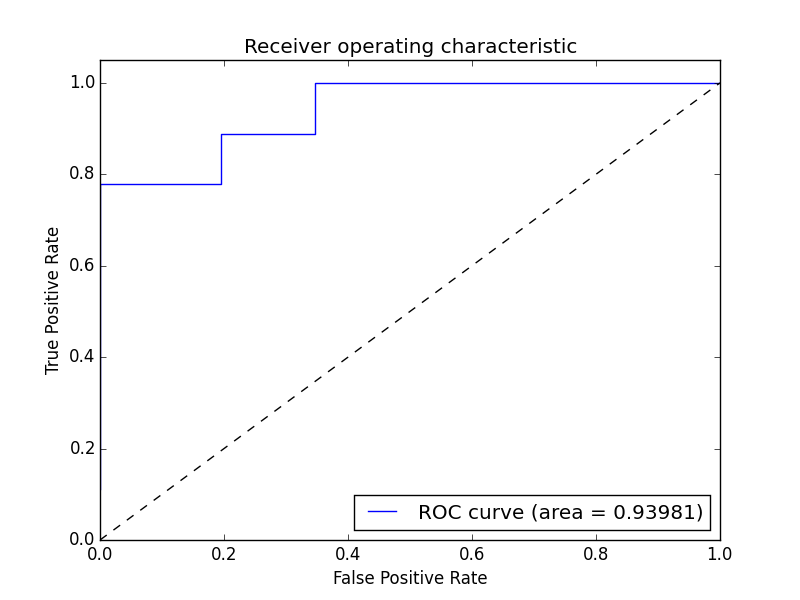 Receiver operating characteristic
1.0
0.8
0.6
0.4
0.2
0.0
True Positive Rate
ROC curve (area = 0.93981)
0.0 0.2 0.4 0.6 0.8 1.0
False Positive Rate